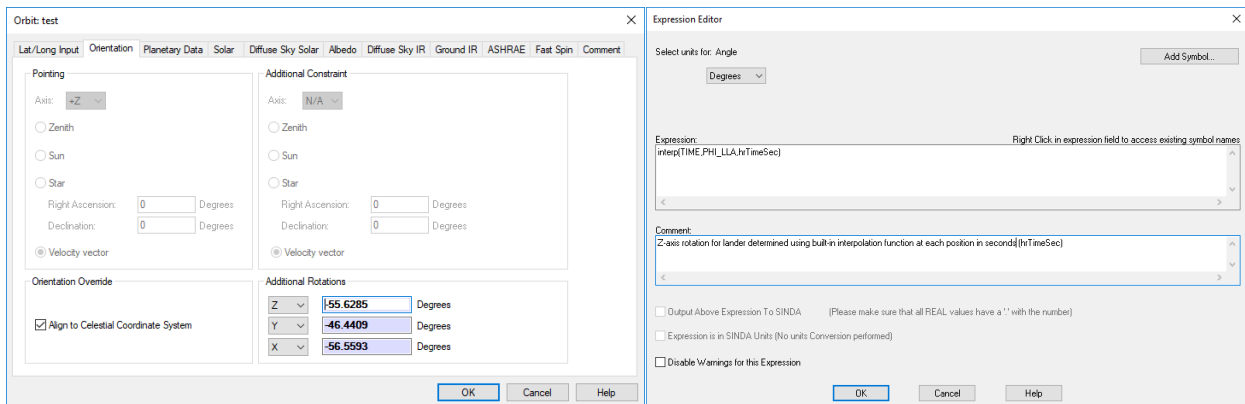 Orbit: test
Lat/Long Input Orientation Planetary Data Solar Diffuse Sky Solar Albedo Diffuse Sky IR Ground IR ASHRAE Fast Spin Comment
Pointing
Axis: +Z
Zenith
Sun
Star
Right Ascension: 0 Degrees
Declination: 0 Degrees
Velocity vector
Additional Constraint
Axis: N/A
Zenith
Sun
Star
Right Ascension: 0 Degrees
Declination: 0 Degrees
Velocity vector
Orientation Override
Align to Celestial Coordinate System
Additional Rotations
Z -55.6285 Degrees
Y -46.4409 Degrees
X -56.5593 Degrees
OK Cancel Help
Expression Editor
Select units for: Angle
Degrees
Add Symbol...
Expression: Right Click in expression field to access existing symbol names
interp(TIME,PHI_LLA,hrTimeSec)
Comment:
Z-axis rotation for lander determined using built-in interpolation function at each position in seconds(hrTimeSec)
Output Above Expression To SINDA (Please make sure that all REAL values have a '.' with the number)
Expression is in SINDA Units (No units Conversion performed)
Disable Warnings for this Expression
OK Cancel Help